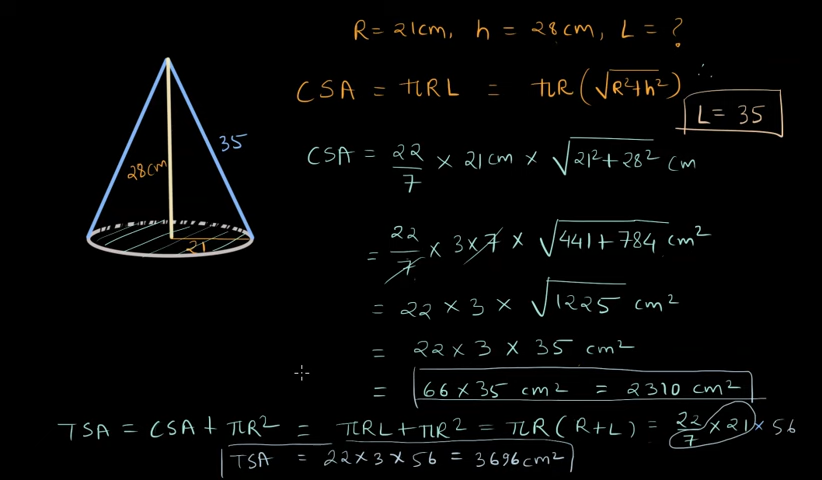 R = 21cm, h = 28cm, L = ?
CSA = πRL = πR(√R²+h²) ∴
L = 35
35
28cm
21
CSA = 22/7 × 21cm × √21²+28² cm
= 22/7 × 3×7 × √441+784 cm²
= 22 × 3 × √1225 cm²
= 22 × 3 × 35 cm²
= 66 × 35 cm² = 2310 cm²
TSA = CSA + πR² = πRL + πR² = πR(R+L) = 22/7 × 21 × 56
TSA = 22×3×56 = 3696cm²